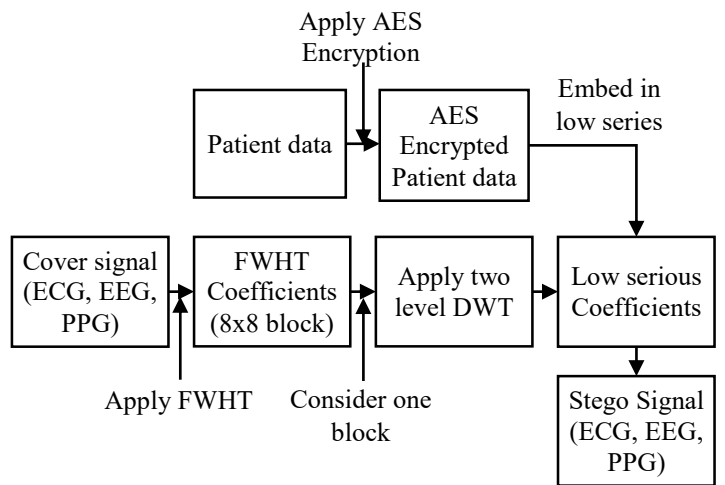 Apply AES
Encryption
Patient data
AES
Encrypted
Patient data
Embed in
low series
Cover signal
(ECG, EEG,
PPG)
FWHT
Coefficients
(8x8 block)
Apply two
level DWT
Low serious
Coefficients
Apply FWHT
Consider one
block
Stego Signal
(ECG, EEG,
PPG)